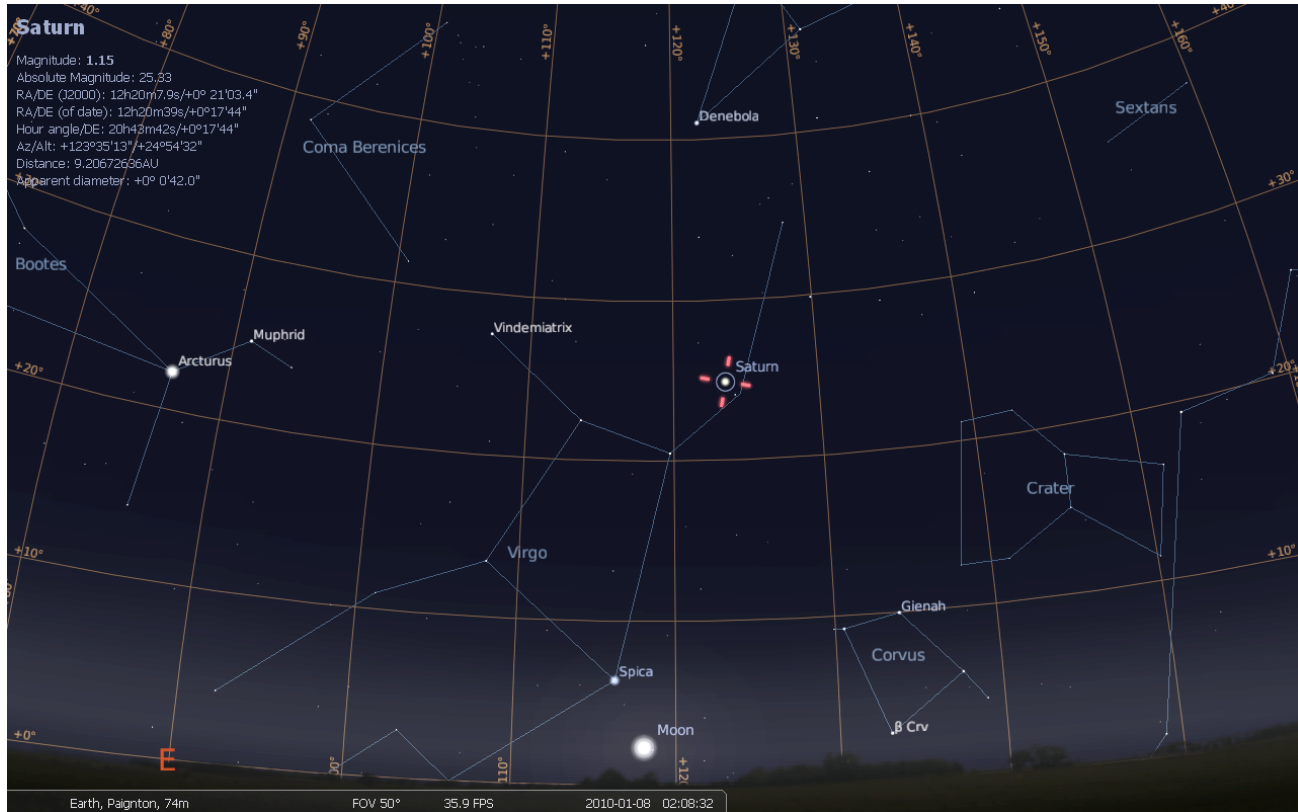 Saturn
Magnitude: 1.15
Absolute Magnitude: 25.33
RA/DE (J2000): 12h20m7.9s/+0° 21'03.4"
RA/DE (of date): 12h20m39s/+0°17'44"
Hour angle/DE: 20h43m42s/+0°17'44"
Az/Alt: +123°35'13"/+24°54'32"
Distance: 9.20672636AU
Apparent diameter: +0° 0'42.0"
+70°
+80°
+90°
+100°
+110°
+120°
+130°
+140°
+150°
+160°
+40°
Denebola
Sextans
Coma Berenices
+30°
Bootes
Vindemiatrix
Muphrid
Arcturus
Saturn
+20°
+20°
Crater
Virgo
+10°
+10°
Gienah
Corvus
Spica
Moon
β Crv
+0°
E
Earth, Paignton, 74m
FOV 50°
35.9 FPS
2010-01-08 02:08:32